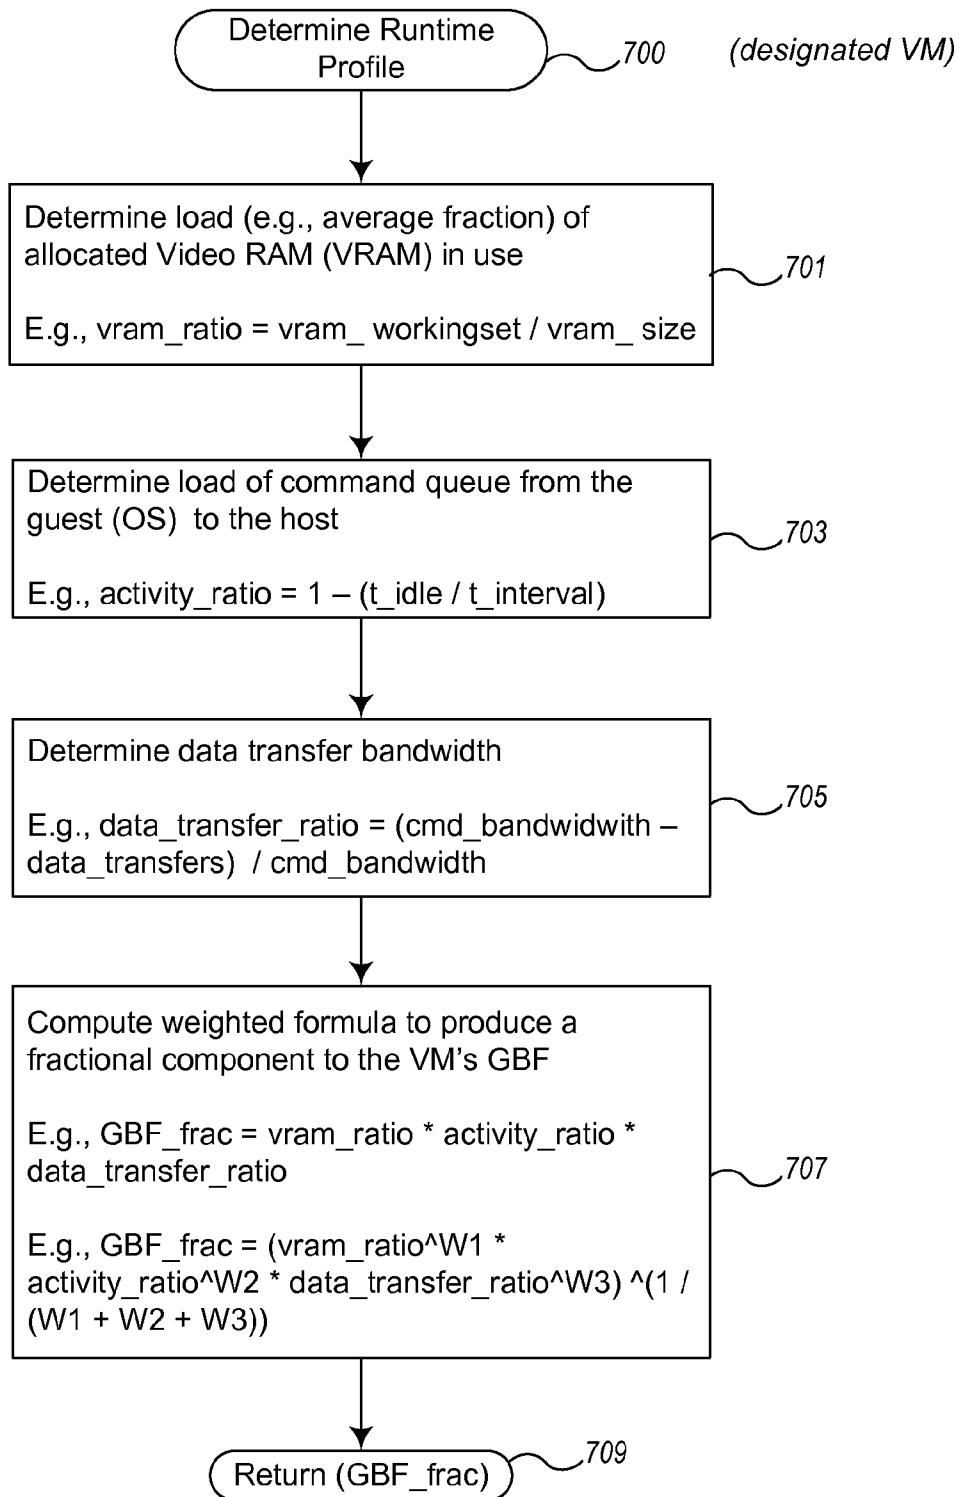 Determine Runtime
Profile
700
(designated VM)
Determine load (e.g., average fraction) of
allocated Video RAM (VRAM) in use
E.g., vram_ratio = vram_ workingset / vram_ size
701
Determine load of command queue from the
guest (OS)  to the host
E.g., activity_ratio = 1 – (t_idle / t_interval)
703
Determine data transfer bandwidth
E.g., data_transfer_ratio = (cmd_bandwidwith –
data_transfers)  / cmd_bandwidth
705
Compute weighted formula to produce a
fractional component to the VM’s GBF
E.g., GBF_frac = vram_ratio * activity_ratio *
data_transfer_ratio
E.g., GBF_frac = (vram_ratio^W1 *
activity_ratio^W2 * data_transfer_ratio^W3) ^(1 /
(W1 + W2 + W3))
707
Return (GBF_frac)
709